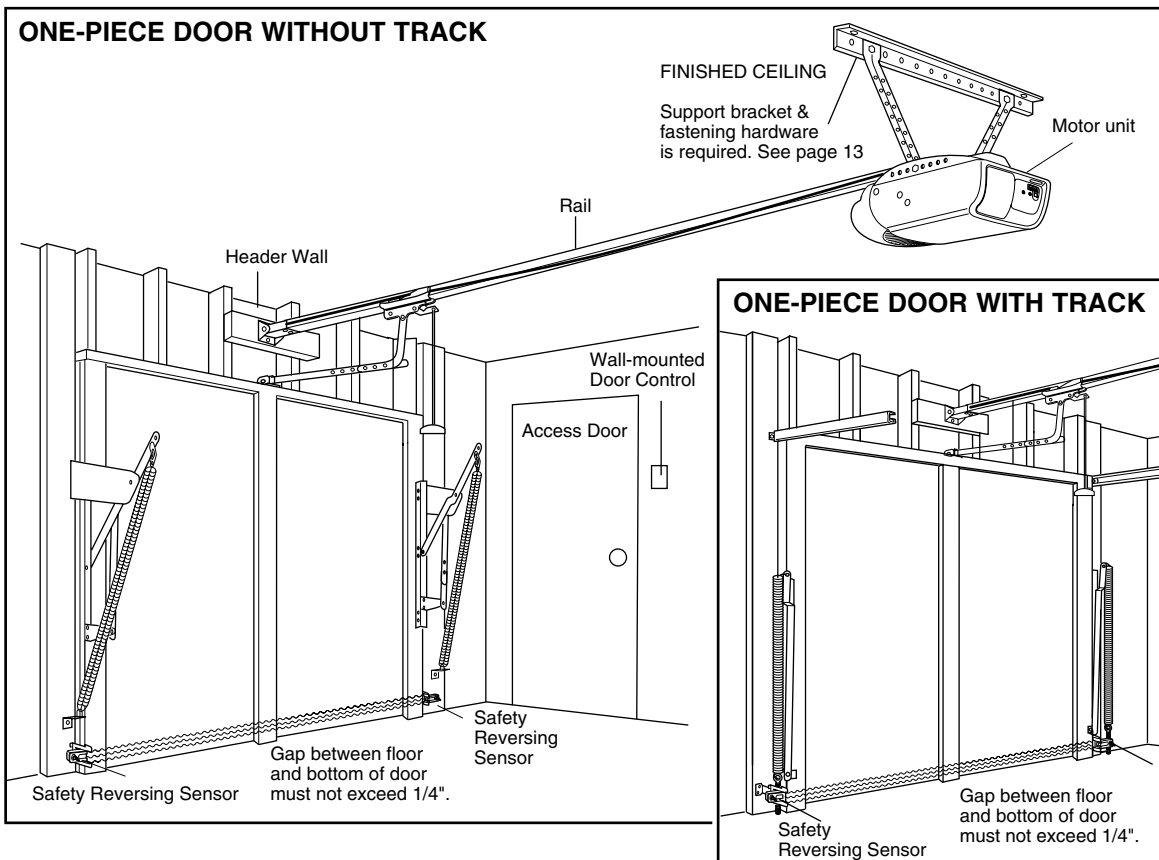 ONE-PIECE DOOR WITHOUT TRACK
FINISHED CEILING
Support bracket &
fastening hardware
is required. See page 13
Motor unit
Rail
Header Wall
Wall-mounted
Door Control
Access Door
Safety
Reversing
Sensor
Gap between floor
and bottom of door
must not exceed 1/4".
Safety Reversing Sensor
ONE-PIECE DOOR WITH TRACK
Gap between floor
and bottom of door
must not exceed 1/4".
Safety
Reversing Sensor